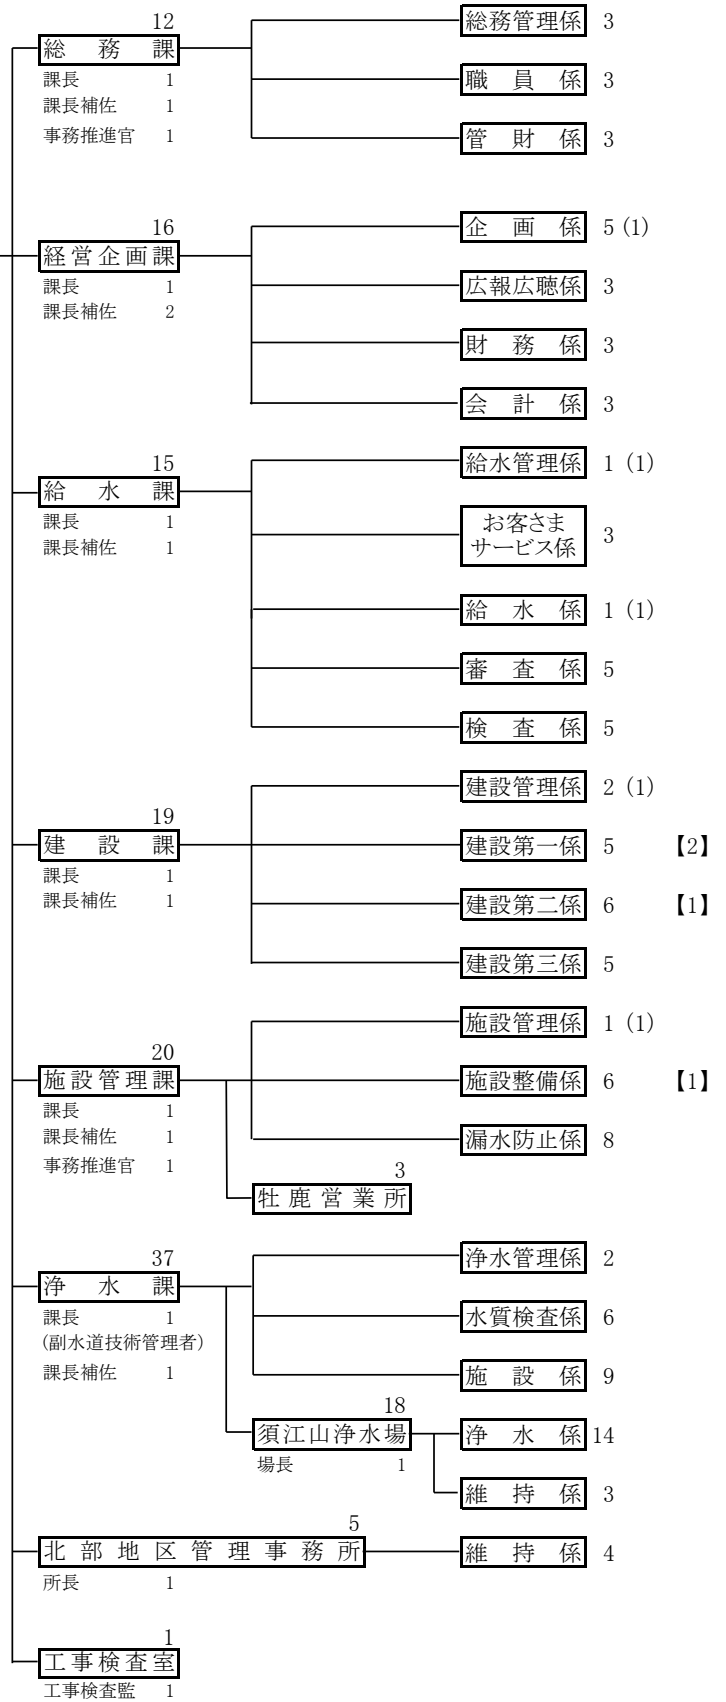 12
総務課
課長 1
課長補佐 1
事務推進官 1
総務管理係 3
職員係 3
管財係 3
16
経営企画課
課長 1
課長補佐 2
企画係 5 (1)
広報広聴係 3
財務係 3
会計係 3
15
給水課
課長 1
課長補佐 1
給水管理係 1 (1)
お客さま
サービス係 3
給水係 1 (1)
審査係 5
検査係 5
19
建設課
課長 1
課長補佐 1
建設管理係 2 (1)
建設第一係 5 【2】
建設第二係 6 【1】
建設第三係 5
20
施設管理課
課長 1
課長補佐 1
事務推進官 1
施設管理係 1 (1)
施設整備係 6 【1】
漏水防止係 8
3
牡鹿営業所
37
浄水課
課長 1
(副水道技術管理者)
課長補佐 1
浄水管理係 2
水質検査係 6
施設係 9
18
須江山浄水場
場長 1
浄水係 14
維持係 3
5
北部地区管理事務所
所長 1
維持係 4
1
工事検査室
工事検査監 1